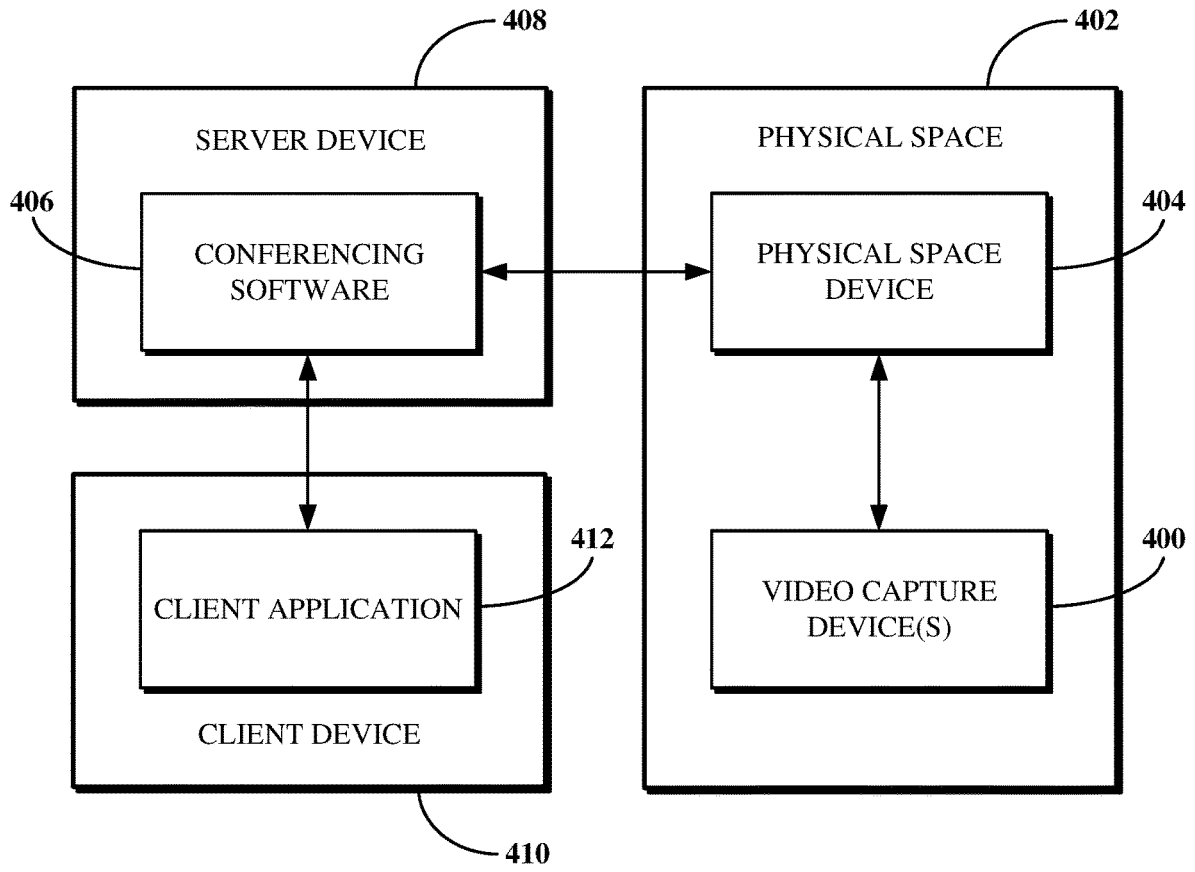 408
402
SERVER DEVICE
PHYSICAL SPACE
406
CONFERENCING
SOFTWARE
PHYSICAL SPACE
DEVICE
404
412
CLIENT APPLICATION
VIDEO CAPTURE
DEVICE(S)
400
CLIENT DEVICE
410